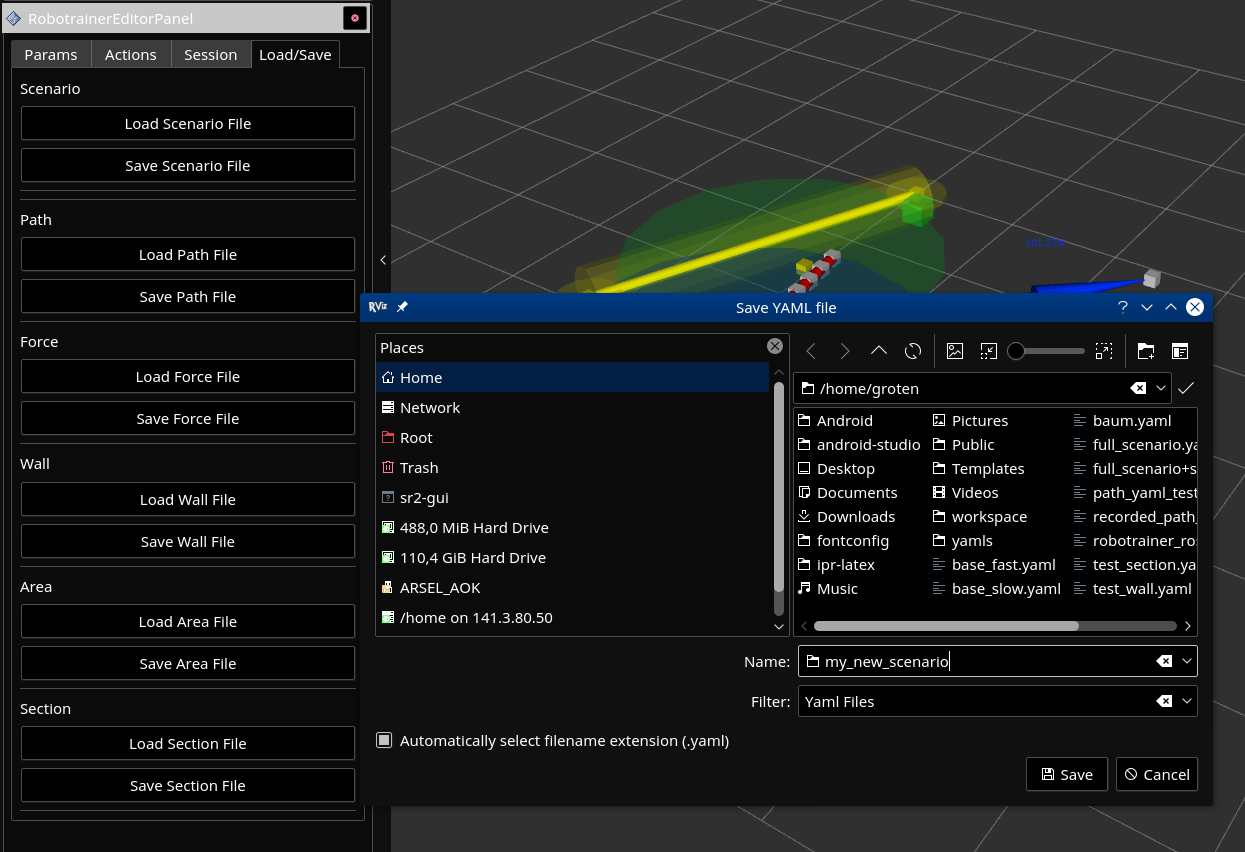 RobotrainerEditorPanel
Params Actions Session Load/Save
Scenario
Load Scenario File
Save Scenario File
Path
Load Path File
Save Path File
Force
Load Force File
Save Force File
Wall
Load Wall File
Save Wall File
Area
Load Area File
Save Area File
Section
Load Section File
Save Section File
RViz
Save YAML file
Places
Home
Network
Root
Trash
sr2-gui
488,0 MiB Hard Drive
110,4 GiB Hard Drive
ARSEL_AOK
/home on 141.3.80.50
/home/groten
Android
android-studio
Desktop
Documents
Downloads
fontconfig
ipr-latex
Music
Pictures
Public
Templates
Videos
workspace
yamls
base_fast.yaml
base_slow.yaml
baum.yaml
full_scenario.ya
full_scenario+s
path_yaml_test
recorded_path_
robotrainer_ro
test_section.ya
test_wall.yaml
Name: my_new_scenario
Filter: Yaml Files
Automatically select filename extension (.yaml)
Save Cancel